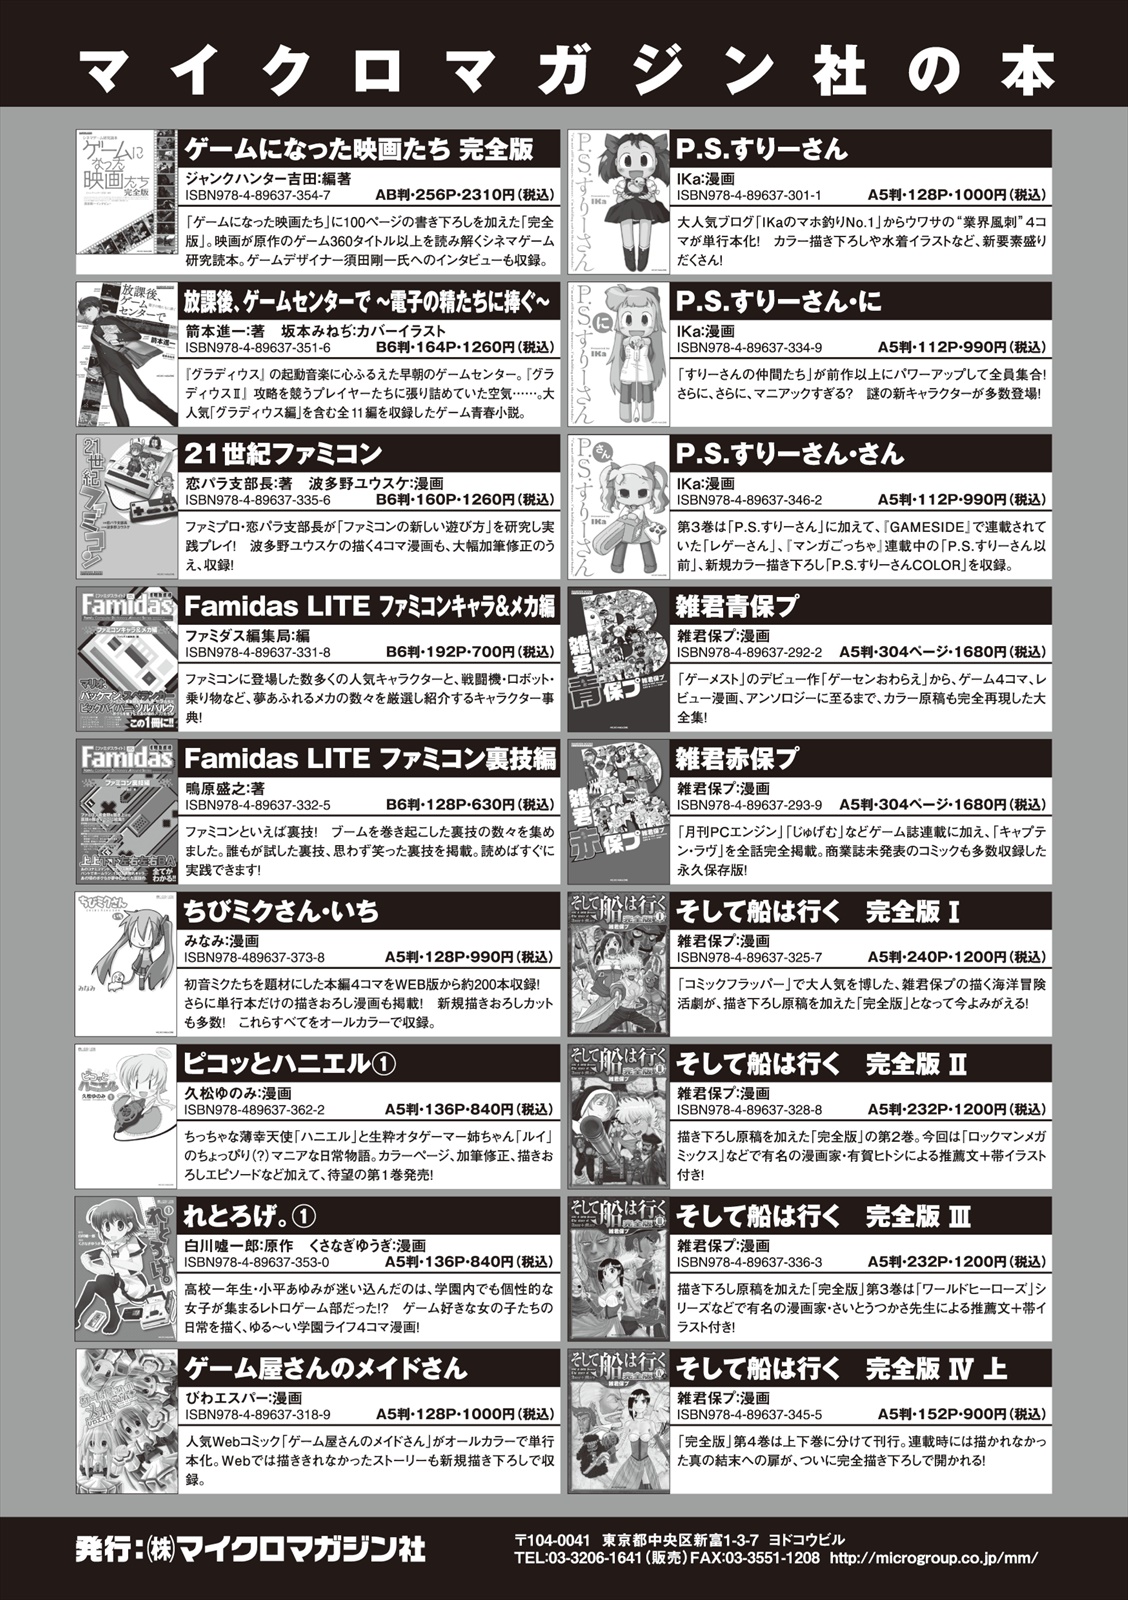 マイクロマガジン社の本
ゲームになった映画たち 完全版
ジャンクハンター吉田:編著
ISBN978-4-89637-354-7 AB判・256P・2310円(税込)
「ゲームになった映画たち」に100ページの書き下ろしを加えた「完全
版」。映画が原作のゲーム360タイトル以上を読み解くシネマゲーム
研究読本。ゲームデザイナー須田剛一氏へのインタビューも収録。
放課後、ゲームセンターで ～電子の精たちに捧ぐ～
箭本進一:著 坂本みねぢ:カバーイラスト
ISBN978-4-89637-351-6 B6判・164P・1260円(税込)
『グラディウス』の起動音楽に心ふるえた早朝のゲームセンター。『グラ
ディウスⅡ』攻略を競うプレイヤーたちに張り詰めていた空気……。大
人気「グラディウス編」を含む全11編を収録したゲーム青春小説。
21世紀ファミコン
恋パラ支部長:著 波多野ユウスケ:漫画
ISBN978-4-89637-335-6 B6判・160P・1260円(税込)
ファミプロ・恋パラ支部長が「ファミコンの新しい遊び方」を研究し実
践プレイ! 波多野ユウスケの描く4コマ漫画も、大幅加筆修正のう
え、収録!
Famidas LITE ファミコンキャラ&メカ編
ファミダス編集局:編
ISBN978-4-89637-331-8 B6判・192P・700円(税込)
ファミコンに登場した数多くの人気キャラクターと、戦闘機・ロボット・
乗り物など、夢あふれるメカの数々を厳選し紹介するキャラクター事
典!
Famidas LITE ファミコン裏技編
鴫原盛之:著
ISBN978-4-89637-332-5 B6判・128P・630円(税込)
ファミコンといえば裏技! ブームを巻き起こした裏技の数々を集め
ました。誰もが試した裏技、思わず笑った裏技を掲載。読めばすぐに
実践できます!
ちびミクさん・いち
みなみ:漫画
ISBN978-489637-373-8 A5判・128P・990円(税込)
初音ミクたちを題材にした本編4コマをWEB版から約200本収録!
さらに単行本だけの描きおろし漫画も掲載! 新規描きおろしカット
も多数! これらすべてをオールカラーで収録。
ピコッとハニエル①
久松ゆのみ:漫画
ISBN978-489637-362-2 A5判・136P・840円(税込)
ちっちゃな薄幸天使「ハニエル」と生粋オタゲーマー姉ちゃん「ルイ」
のちょっぴり(?)マニアな日常物語。カラーページ、加筆修正、描きお
ろしエピソードなど加えて、待望の第1巻発売!
れとろげ。①
白川嘘一郎:原作 くさなぎゆうぎ:漫画
ISBN978-4-89637-353-0 A5判・136P・840円(税込)
高校一年生・小平あゆみが迷い込んだのは、学園内でも個性的な
女子が集まるレトロゲーム部だった!? ゲーム好きな女の子たちの
日常を描く、ゆる～い学園ライフ4コマ漫画!
ゲーム屋さんのメイドさん
びわエスパー:漫画
ISBN978-4-89637-318-9 A5判・128P・1000円(税込)
人気Webコミック「ゲーム屋さんのメイドさん」がオールカラーで単行
本化。Webでは描ききれなかったストーリーも新規描き下ろしで収
録。
P.S.すりーさん
IKa:漫画
ISBN978-4-89637-301-1 A5判・128P・1000円(税込)
大人気ブログ「IKaのマホ釣りNo.1」からウワサの“業界風刺”4コ
マが単行本化! カラー描き下ろしや水着イラストなど、新要素盛り
だくさん!
P.S.すりーさん・に
IKa:漫画
ISBN978-4-89637-334-9 A5判・112P・990円(税込)
「すりーさんの仲間たち」が前作以上にパワーアップして全員集合!
さらに、さらに、マニアックすぎる? 謎の新キャラクターが多数登場!
P.S.すりーさん・さん
IKa:漫画
ISBN978-4-89637-346-2 A5判・112P・990円(税込)
第3巻は「P.S.すりーさん」に加えて、『GAMESIDE』で連載されて
いた「レゲーさん」、『マンガごっちゃ』連載中の「P.S.すりーさん以
前」、新規カラー描き下ろし「P.S.すりーさんCOLOR」を収録。
雑君青保プ
雑君保プ:漫画
ISBN978-4-89637-292-2 A5判・304ページ・1680円(税込)
「ゲーメスト」のデビュー作「ゲーセンおわらえ」から、ゲーム4コマ、レ
ビュー漫画、アンソロジーに至るまで、カラー原稿も完全再現した大
全集!
雑君赤保プ
雑君保プ:漫画
ISBN978-4-89637-293-9 A5判・304ページ・1680円(税込)
「月刊PCエンジン」「じゅげむ」などゲーム誌連載に加え、「キャプテ
ン・ラヴ」を全話完全掲載。商業誌未発表のコミックも多数収録した
永久保存版!
そして船は行く 完全版 Ⅰ
雑君保プ:漫画
ISBN978-4-89637-325-7 A5判・240P・1200円(税込)
「コミックフラッパー」で大人気を博した、雑君保プの描く海洋冒険
活劇が、描き下ろし原稿を加えた「完全版」となって今よみがえる!
そして船は行く 完全版 Ⅱ
雑君保プ:漫画
ISBN978-4-89637-328-8 A5判・232P・1200円(税込)
描き下ろし原稿を加えた「完全版」の第2巻。今回は「ロックマンメガ
ミックス」などで有名の漫画家・有賀ヒトシによる推薦文+帯イラスト
付き!
そして船は行く 完全版 Ⅲ
雑君保プ:漫画
ISBN978-4-89637-336-3 A5判・232P・1200円(税込)
描き下ろし原稿を加えた「完全版」第3巻は「ワールドヒーローズ」シ
リーズなどで有名の漫画家・さいとうつかさ先生による推薦文+帯イ
ラスト付き!
そして船は行く 完全版 Ⅳ 上
雑君保プ:漫画
ISBN978-4-89637-345-5 A5判・152P・900円(税込)
「完全版」第4巻は上下巻に分けて刊行。連載時には描かれなかっ
た真の結末への扉が、ついに完全描き下ろしで開かれる!
発行:㈱マイクロマガジン社
〒104-0041 東京都中央区新富1-3-7 ヨドコウビル
TEL:03-3206-1641(販売)FAX:03-3551-1208 http://microgroup.co.jp/mm/